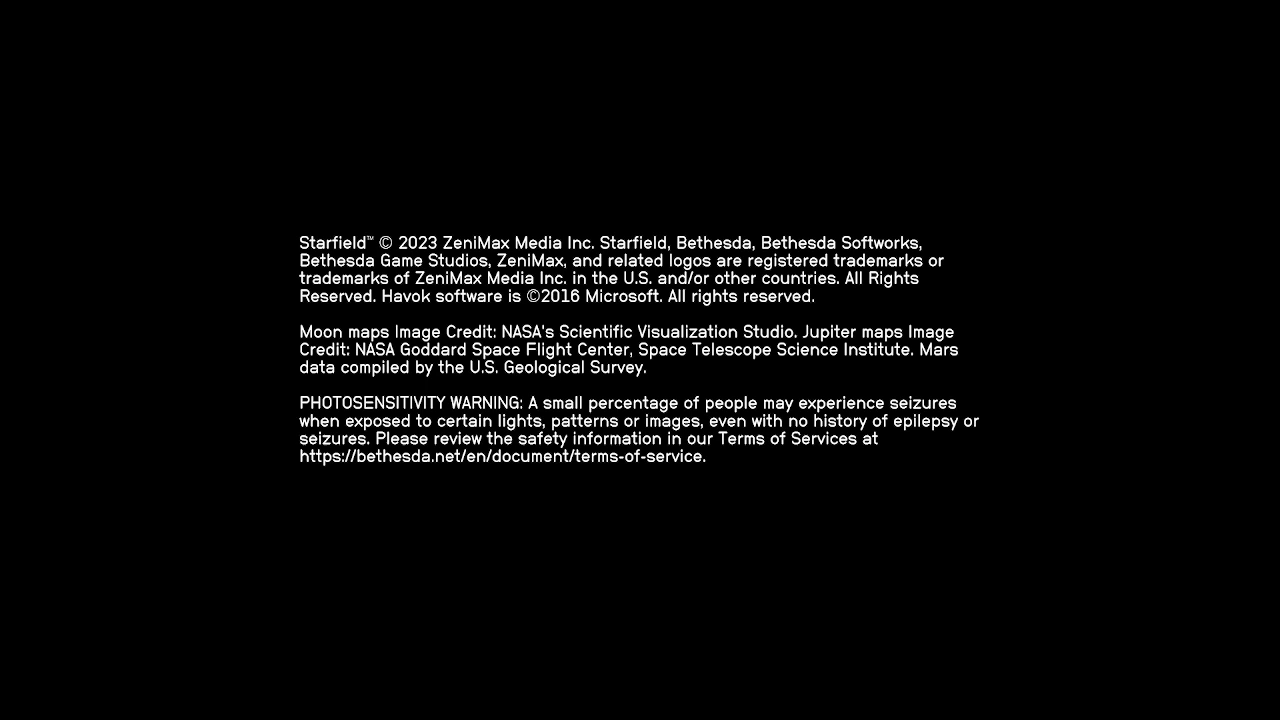 Starfield™ © 2023 ZeniMax Media Inc. Starfield, Bethesda, Bethesda Softworks,
Bethesda Game Studios, ZeniMax, and related logos are registered trademarks or
trademarks of ZeniMax Media Inc. in the U.S. and/or other countries. All Rights
Reserved. Havok software is ©2016 Microsoft. All rights reserved.
Moon maps Image Credit: NASA's Scientific Visualization Studio. Jupiter maps Image
Credit: NASA Goddard Space Flight Center, Space Telescope Science Institute. Mars
data compiled by the U.S. Geological Survey.
PHOTOSENSITIVITY WARNING: A small percentage of people may experience seizures
when exposed to certain lights, patterns or images, even with no history of epilepsy or
seizures. Please review the safety information in our Terms of Services at
https://bethesda.net/en/document/terms-of-service.